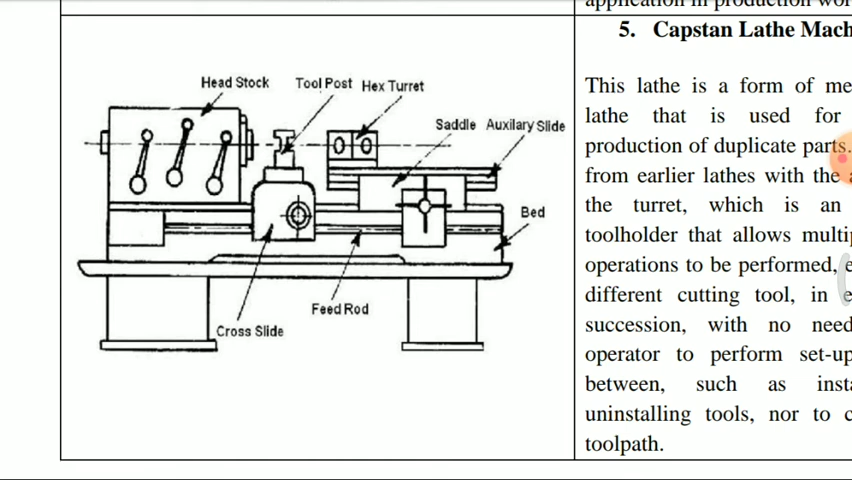 application in production wor
Head Stock
Tool Post
Hex Turret
Saddle
Auxilary Slide
Bed
Feed Rod
Cross Slide
5. Capstan Lathe Mach
This lathe is a form of me
lathe that is used for
production of duplicate parts.
from earlier lathes with the a
the turret, which is an
toolholder that allows multip
operations to be performed, e
different cutting tool, in e
succession, with no need
operator to perform set-up
between, such as insta
uninstalling tools, nor to c
toolpath.